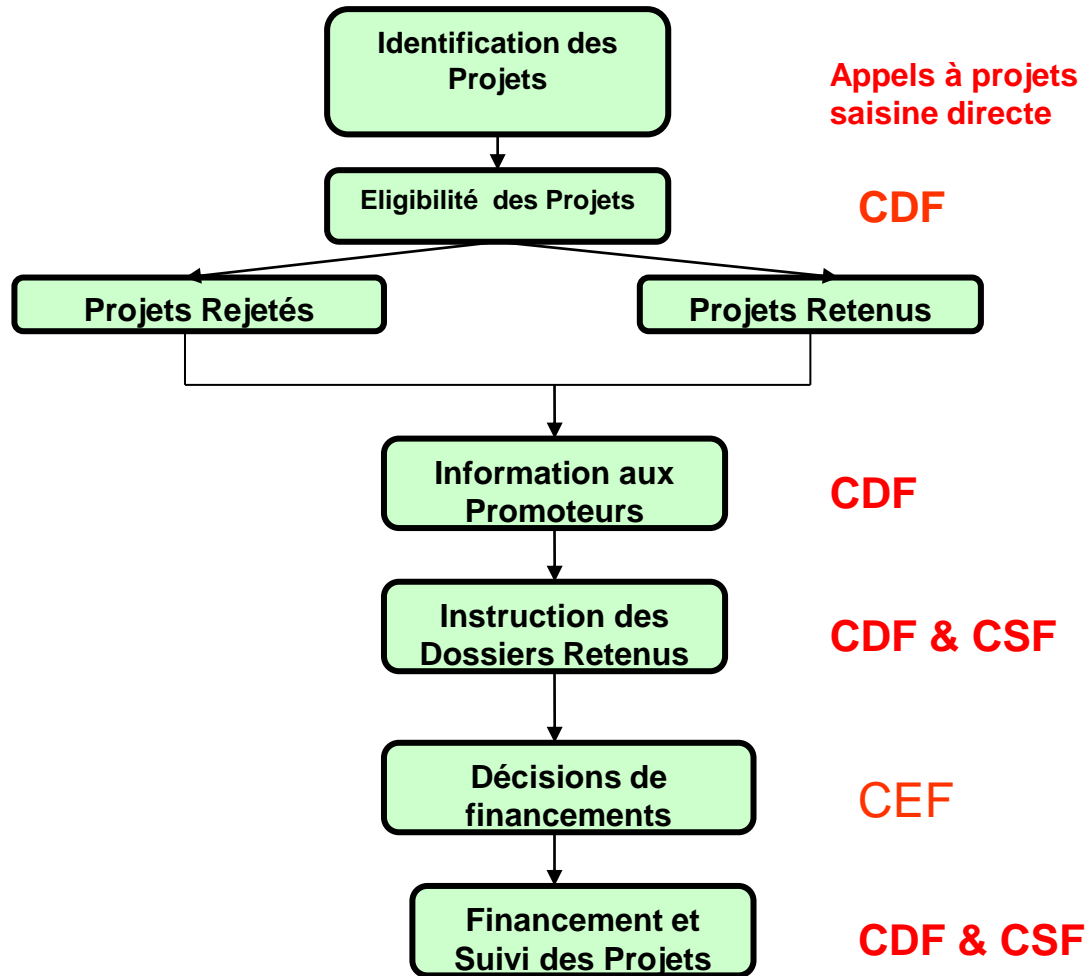 Identification des
Projets
Appels à projets
saisine directe
Eligibilité des Projets
CDF
Projets Rejetés
Projets Retenus
Information aux
Promoteurs
CDF
Instruction des
Dossiers Retenus
CDF & CSF
Décisions de
financements
CEF
Financement et
Suivi des Projets
CDF & CSF